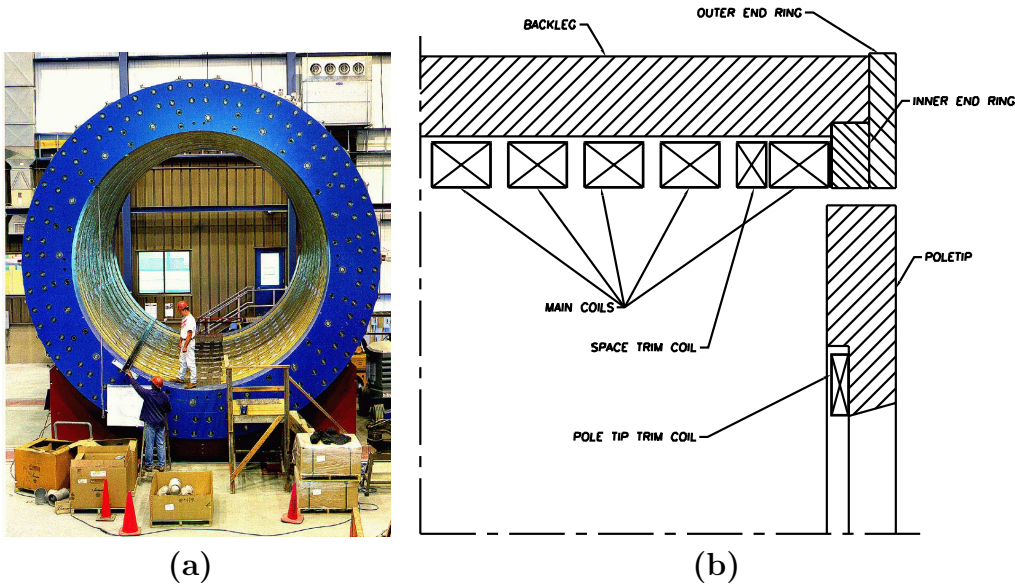 OUTER END RING
BACKLEG
INNER END RING
POLETIP
MAIN COILS
SPACE TRIM COIL
POLE TIP TRIM COIL
(a)
(b)